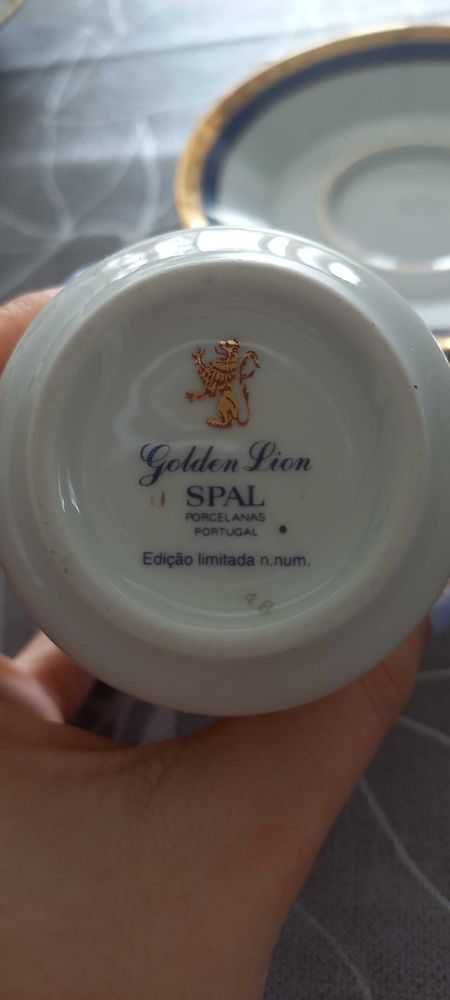 Golden Lion
SPAL
PORCELANAS
PORTUGAL
Edição limitada n.num.